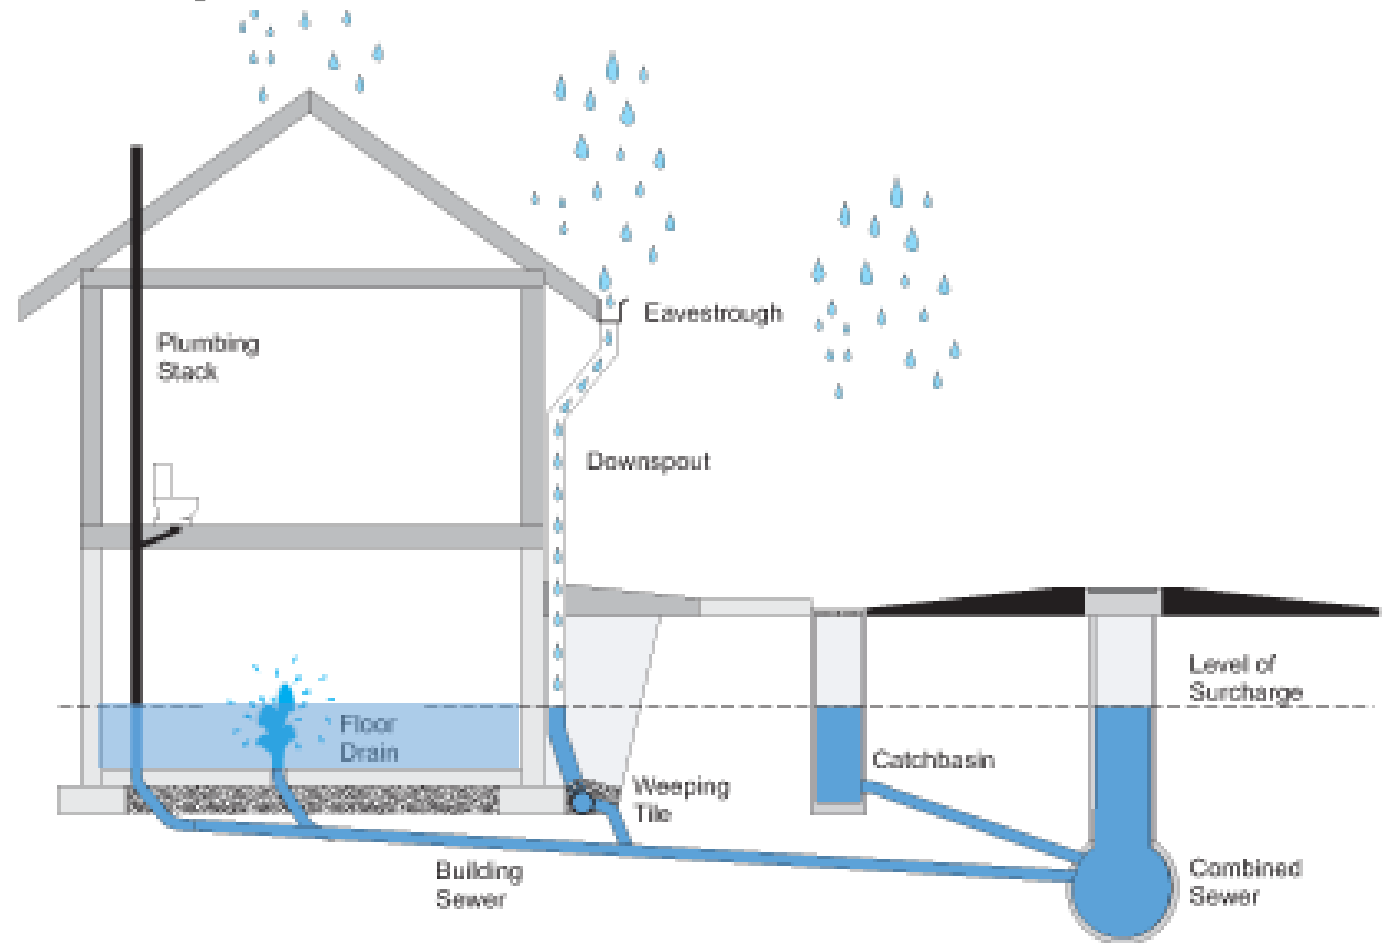 Eavestrough
Plumbing
Stack
Downspout
Level of
Surcharge
Floor
Drain
Catchbasin
Weeping
Tile
Building
Sewer
Combined
Sewer